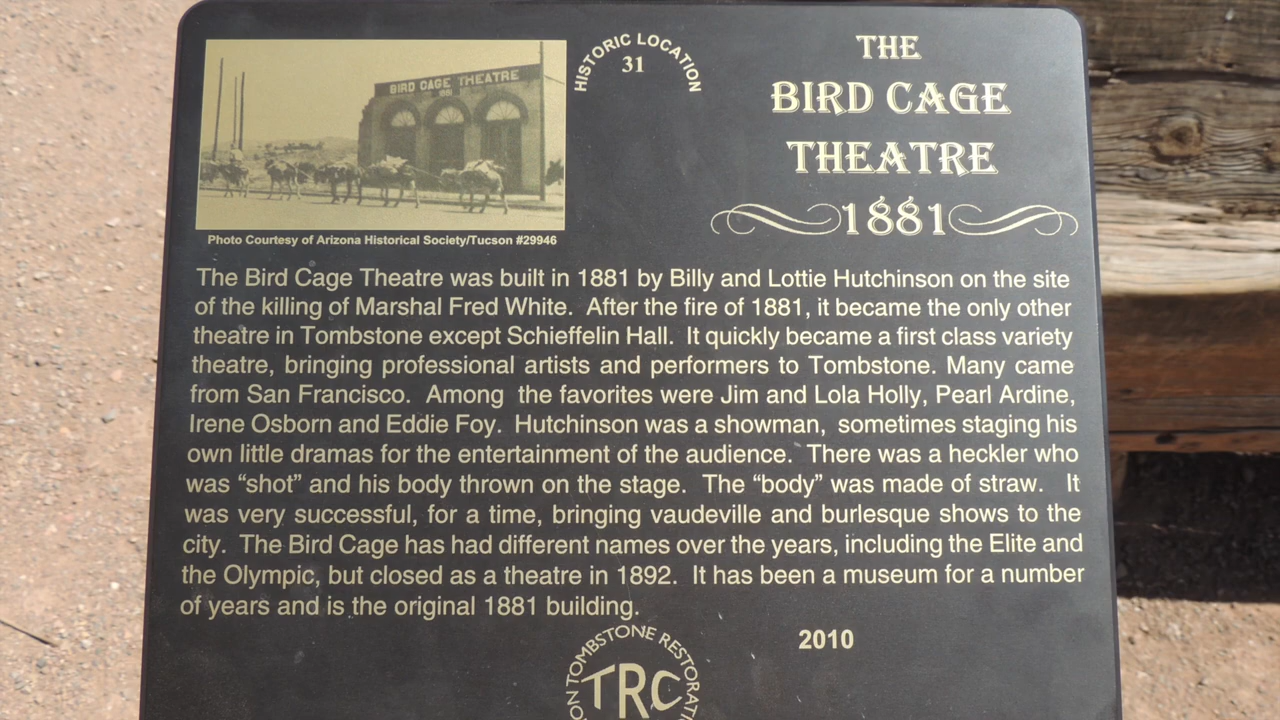 BIRD CAGE THEATRE
1881
Photo Courtesy of Arizona Historical Society/Tucson #29946
HISTORIC LOCATION
31
THE
BIRD CAGE
THEATRE
1881
The Bird Cage Theatre was built in 1881 by Billy and Lottie Hutchinson on the site
of the killing of Marshal Fred White. After the fire of 1881, it became the only other
theatre in Tombstone except Schieffelin Hall. It quickly became a first class variety
theatre, bringing professional artists and performers to Tombstone. Many came
from San Francisco. Among the favorites were Jim and Lola Holly, Pearl Ardine,
Irene Osborn and Eddie Foy. Hutchinson was a showman, sometimes staging his
own little dramas for the entertainment of the audience. There was a heckler who
was “shot” and his body thrown on the stage. The “body” was made of straw. It
was very successful, for a time, bringing vaudeville and burlesque shows to the
city. The Bird Cage has had different names over the years, including the Elite and
the Olympic, but closed as a theatre in 1892. It has been a museum for a number
of years and is the original 1881 building.
2010
TOMBSTONE
TRC